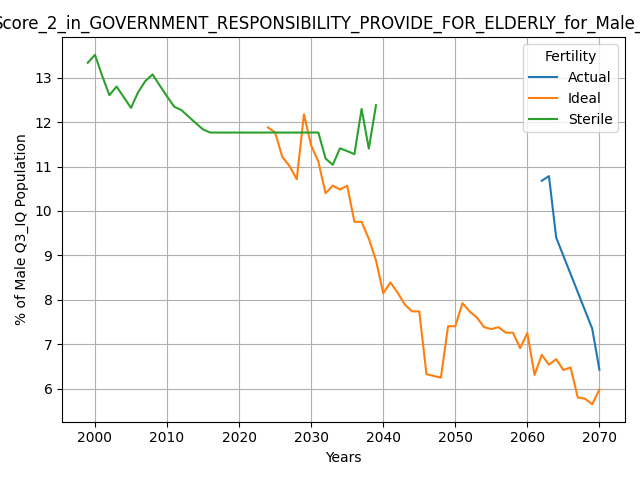 Score_2_in_GOVERNMENT_RESPONSIBILITY_PROVIDE_FOR_ELDERLY_for_Male_
Fertility
Actual
Ideal
Sterile
% of Male Q3_IQ Population
13
12
11
10
9
8
7
6
2000 2010 2020 2030 2040 2050 2060 2070
Years